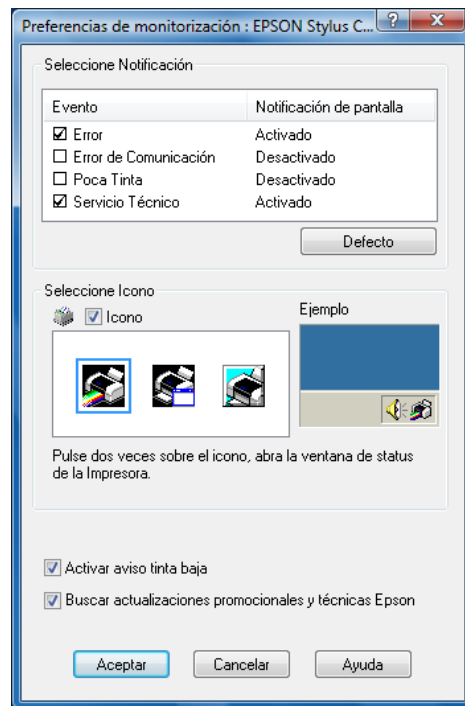 Preferencias de monitorización : EPSON Stylus C...
Seleccione Notificación
Evento Notificación de pantalla
Error Activado
Error de Comunicación Desactivado
Poca Tinta Desactivado
Servicio Técnico Activado
Defecto
Seleccione Icono
Icono
Ejemplo
Pulse dos veces sobre el icono, abra la ventana de status
de la Impresora.
Activar aviso tinta baja
Buscar actualizaciones promocionales y técnicas Epson
Aceptar Cancelar Ayuda